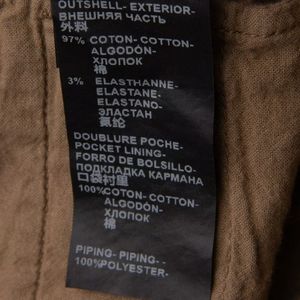 OUTSHELL- EXTERIOR-
ВНЕШНЯЯ ЧАСТЬ
外料
97% COTON- COTTON-
ALGODÓN-
ХЛОПОК
棉
3% ELASTHANNE-
ELASTANE-
ELASTANO-
ЭЛАСТАН
氨纶
DOUBLURE POCHE-
POCKET LINING-
FORRO DE BOLSILLO-
ПОДКЛАДКА КАРМАНА
口袋衬里
100%COTON- COTTON-
ALGODÓN-
ХЛОПОК
棉
PIPING- PIPING- -
100%POLYESTER-